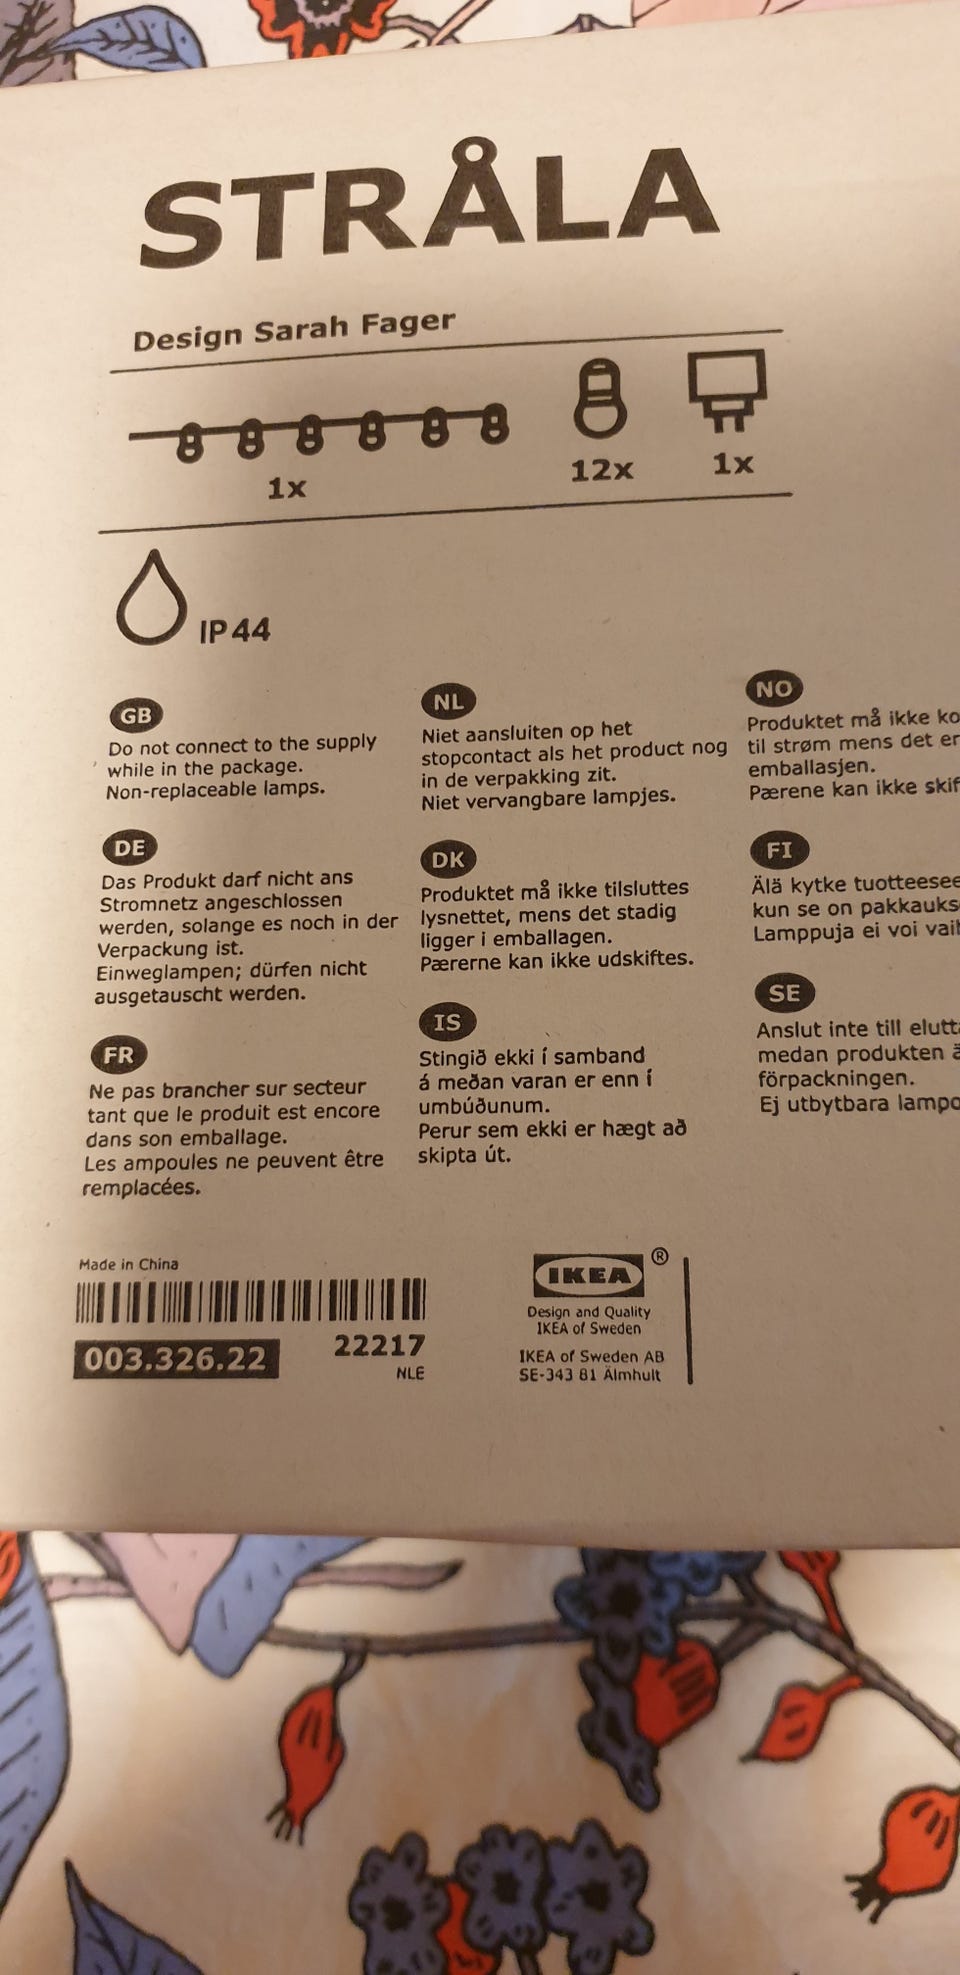 STRÅLA
Design Sarah Fager
1x
12x
1x
IP44
GB
Do not connect to the supply
while in the package.
Non-replaceable lamps.
DE
Das Produkt darf nicht ans
Stromnetz angeschlossen
werden, solange es noch in der
Verpackung ist.
Einweglampen; dürfen nicht
ausgetauscht werden.
FR
Ne pas brancher sur secteur
tant que le produit est encore
dans son emballage.
Les ampoules ne peuvent être
remplacées.
NL
Niet aansluiten op het
stopcontact als het product nog
in de verpakking zit.
Niet vervangbare lampjes.
DK
Produktet må ikke tilsluttes
lysnettet, mens det stadig
ligger i emballagen.
Pærerne kan ikke udskiftes.
IS
Stingið ekki í samband
á meðan varan er enn í
umbúðunum.
Perur sem ekki er hægt að
skipta út.
NO
Produktet må ikke
til strøm mens det er
emballasjen.
Pærene kan ikke
FI
Älä kytke
kun se on
Lamppuja ei voi
SE
Anslut inte till
medan produkten
förpackningen.
Ej utbytbara
Made in China
003.326.22
22217
NLE
IKEA ®
Design and Quality
IKEA of Sweden
IKEA of Sweden AB
SE-343 81 Älmhult